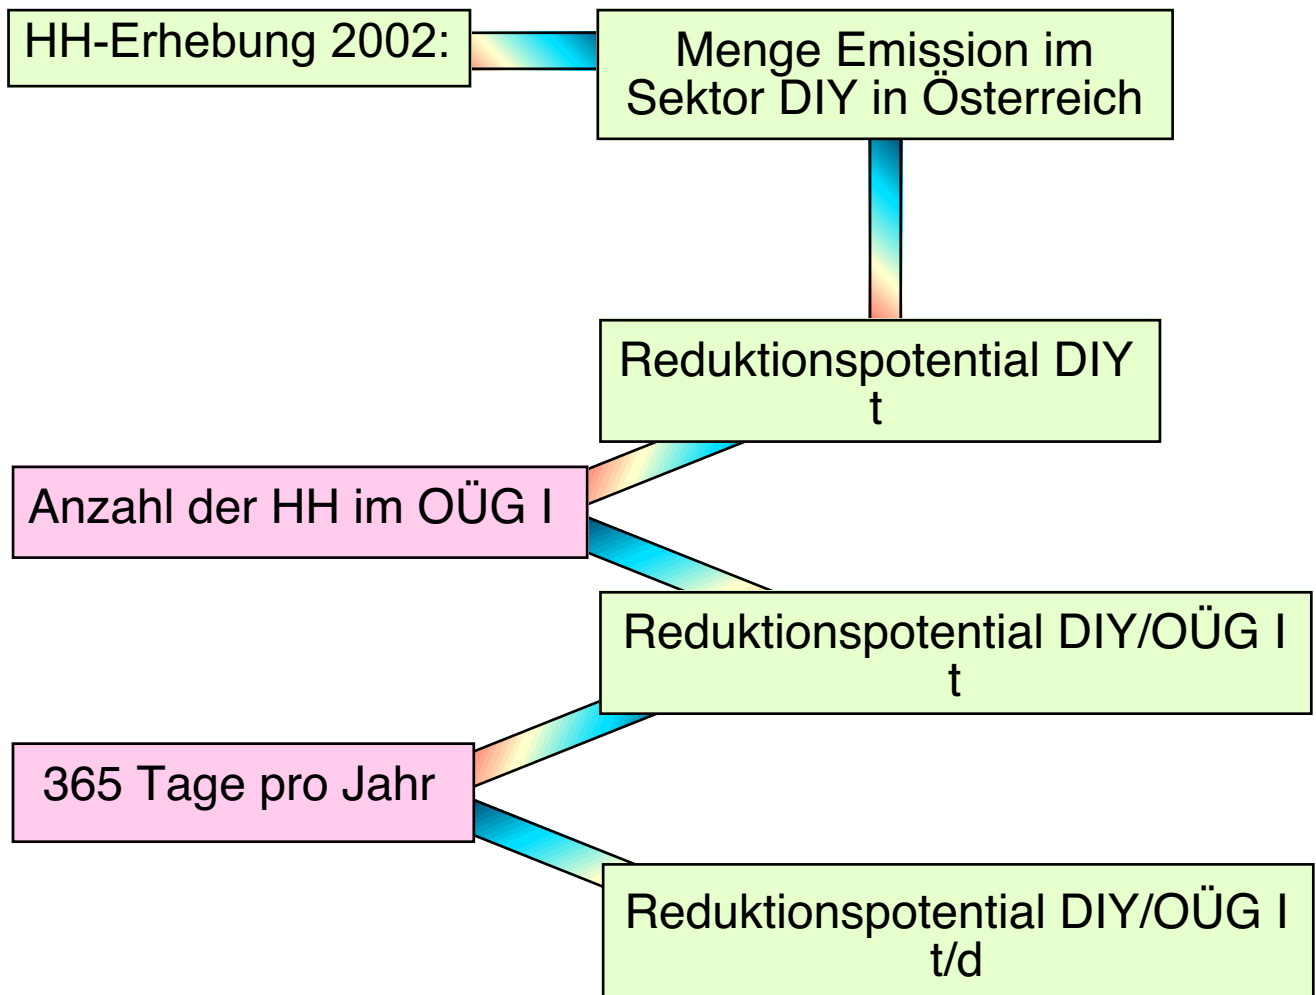 HH-Erhebung 2002:
Menge Emission im
Sektor DIY in Österreich
Reduktionspotential DIY
t
Anzahl der HH im OÜG I
Reduktionspotential DIY/OÜG I
t
365 Tage pro Jahr
Reduktionspotential DIY/OÜG I
t/d